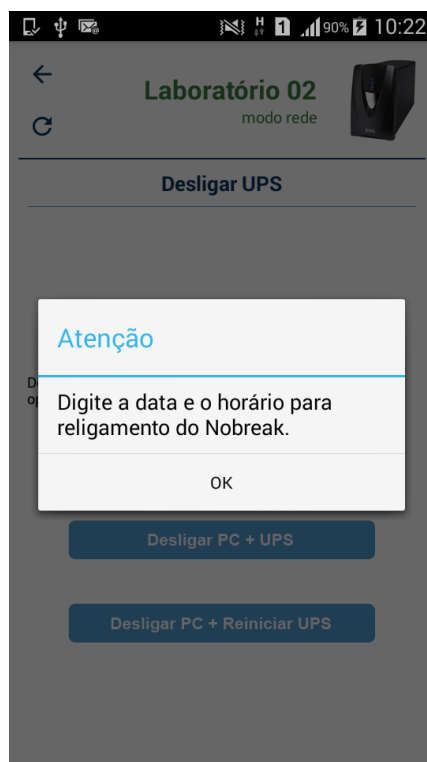 90% 10:22
Laboratório 02
modo rede
Desligar UPS
Atenção
Digite a data e o horário para
religamento do Nobreak.
OK
Desligar PC + UPS
Desligar PC + Reiniciar UPS